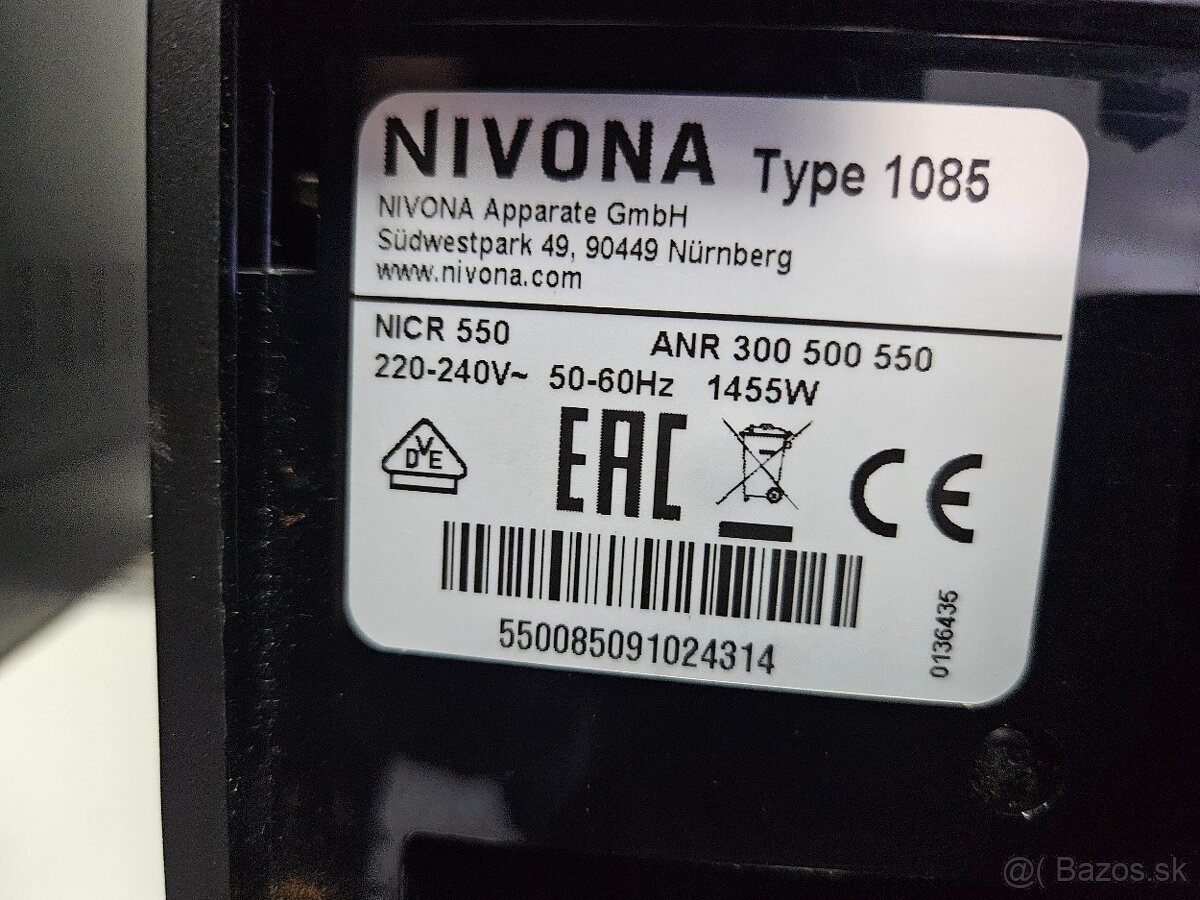 NIVONA Type 1085
NIVONA Apparate GmbH
Südwestpark 49, 90449 Nürnberg
www.nivona.com
NICR 550 ANR 300 500 550
220-240V~ 50-60Hz 1455W
DVE
EAC
CE
550085091024314
0136435
@( Bazos.sk